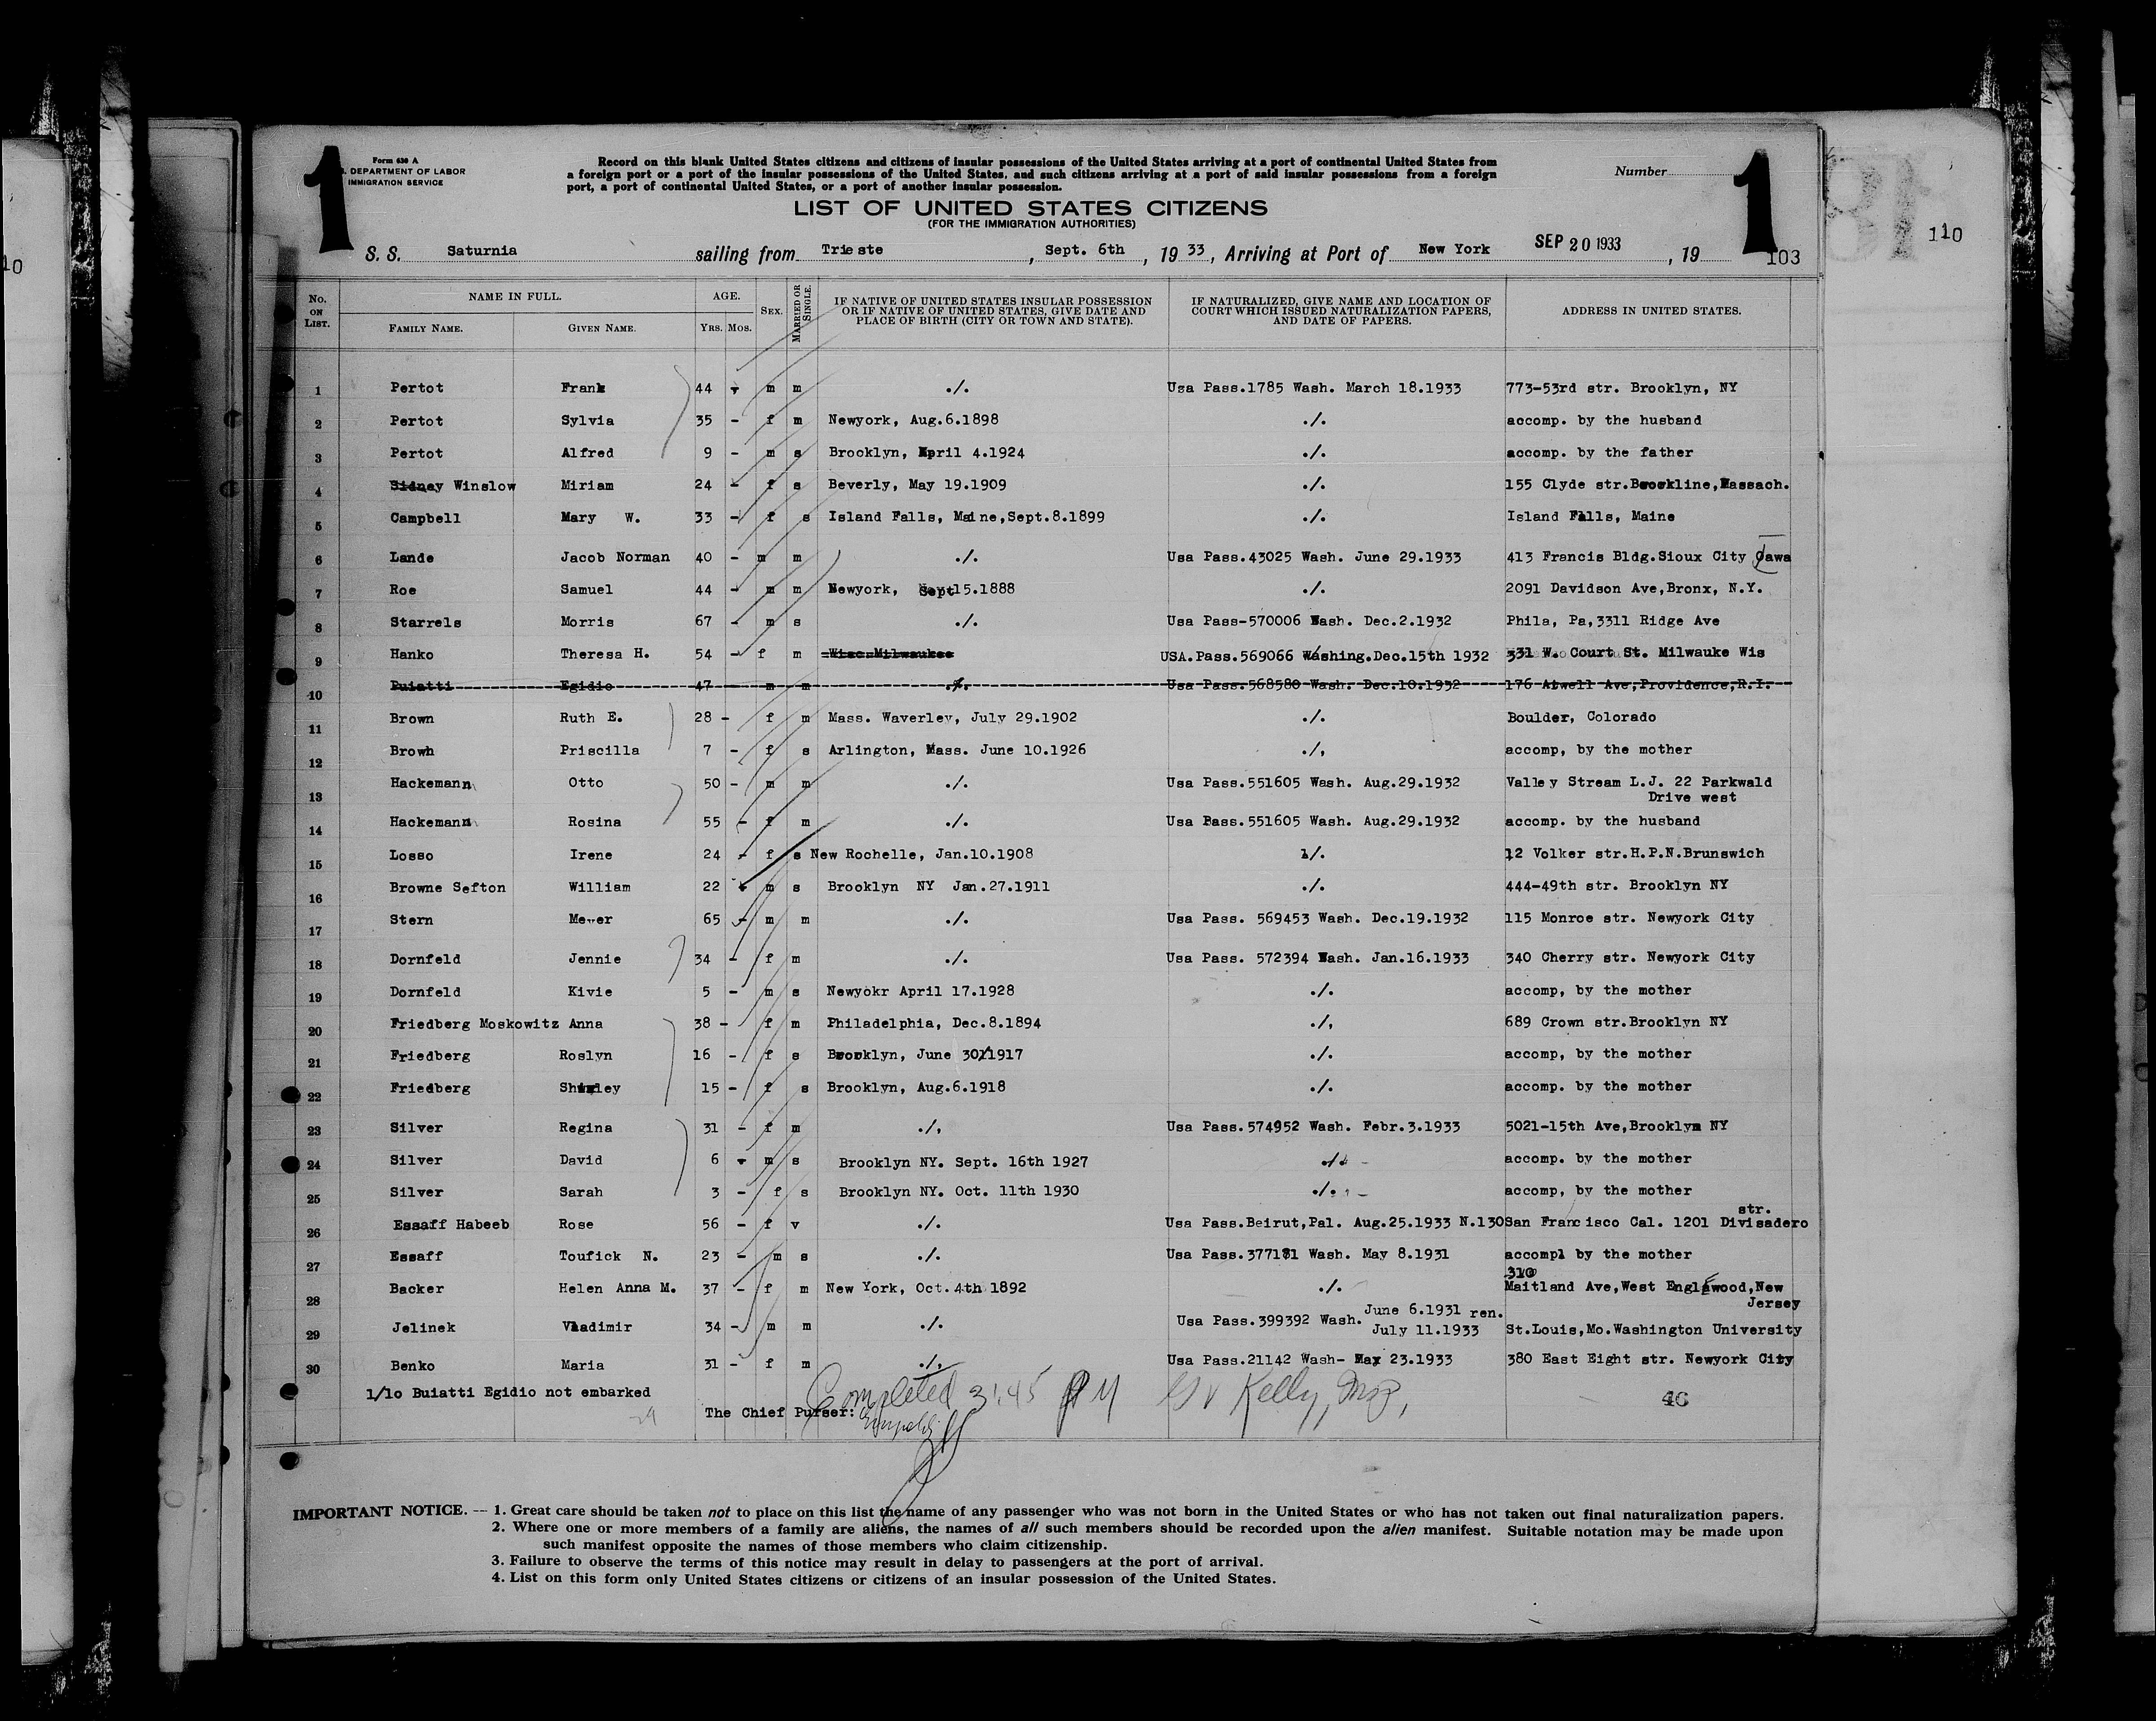 1
Form 630 A
DEPARTMENT OF LABOR
IMMIGRATION SERVICE
Record on this blank United States citizens and citizens of insular possessions of the United States arriving at a port of continental United States from
a foreign port or a port of the insular possessions of the United States, and such citizens arriving at a port of said insular possessions from a foreign
port, a port of continental United States, or a port of another insular possession.
Number
1
110
LIST OF UNITED STATES CITIZENS
(FOR THE IMMIGRATION AUTHORITIES)
S. S. Saturnia sailing from Trieste, Sept. 6th, 19 33, Arriving at Port of New York SEP 20 1933, 19 103
No. ON LIST. NAME IN FULL. AGE. SEX. MARRIED OR SINGLE. IF NATIVE OF UNITED STATES INSULAR POSSESSION OR IF NATIVE OF UNITED STATES, GIVE DATE AND PLACE OF BIRTH (CITY OR TOWN AND STATE). IF NATURALIZED, GIVE NAME AND LOCATION OF COURT WHICH ISSUED NATURALIZATION PAPERS, AND DATE OF PAPERS. ADDRESS IN UNITED STATES.
FAMILY NAME. GIVEN NAME. YRS. MOS.
1 Pertot Frank 44 - m m ./. Usa Pass.1785 Wash. March 18.1933 773-53rd str. Brooklyn, NY
2 Pertot Sylvia 35 - f m Newyork, Aug.6.1898 ./. accomp. by the husband
3 Pertot Alfred 9 - m s Brooklyn, April 4.1924 ./. accomp. by the father
4 Sidney Winslow Miriam 24 - f s Beverly, May 19.1909 ./. 155 Clyde str.Brookline,Massach.
5 Campbell Mary W. 33 - f s Island Falls, Maine,Sept.8.1899 ./. Island Falls, Maine
6 Lande Jacob Norman 40 - m m ./. Usa Pass.43025 Wash. June 29.1933 413 Francis Bldg.Sioux City Iawa
7 Roe Samuel 44 - m m Newyork, Sept 15.1888 ./. 2091 Davidson Ave,Bronx, N.Y.
8 Starrels Morris 67 - m s ./. Usa Pass-570006 Wash. Dec.2.1932 Phila, Pa,3311 Ridge Ave
9 Hanko Theresa H. 54 - f m Wisc.Milwaukee USA.Pass.569066 Washing.Dec.15th 1932 331 W. Court St. Milwauke Wis
10 Buiatti Egidio 47 m m ./. Usa Pass.568580 Wash. Dec.10.1932 176 Atwell Ave,Providence,R.I.
11 Brown Ruth E. 28 - f m Mass. Waverley, July 29.1902 ./. Boulder, Colorado
12 Brown Priscilla 7 - f s Arlington, Mass. June 10.1926 ./, accomp, by the mother
13 Hackemann Otto 50 - m m ./. Usa Pass.551605 Wash. Aug.29.1932 Valley Stream L.J. 22 Parkwald
Drive west
14 Hackemann Rosina 55 - f m ./. Usa Pass.551605 Wash. Aug.29.1932 accomp. by the husband
15 Losso Irene 24 - f s New Rochelle, Jan.10.1908 1/. 12 Volker str.H.P.N.Brunswich
16 Browne Sefton William 22 - m s Brooklyn NY Jan.27.1911 ./. 444-49th str. Brooklyn NY
17 Stern Meyer 65 - m m ./. Usa Pass. 569453 Wash. Dec.19.1932 115 Monroe str. Newyork City
18 Dornfeld Jennie 34 - f m ./. Usa Pass. 572394 Wash. Jan.16.1933 340 Cherry str. Newyork City
19 Dornfeld Kivie 5 - m s Newyokr April 17.1928 ./. accomp, by the mother
20 Friedberg Moskowitz Anna 38 - f m Philadelphia, Dec.8.1894 ./, 689 Crown str.Brooklyn NY
21 Friedberg Roslyn 16 - f s Brooklyn, June 30/1917 ./. accomp, by the mother
22 Friedberg Shirley 15 - f s Brooklyn, Aug.6.1918 ./. accomp. by the mother
23 Silver Regina 31 - f m ./, Usa Pass.574952 Wash. Febr.3.1933 5021-15th Ave,Brooklyn NY
24 Silver David 6 - m s Brooklyn NY. Sept. 16th 1927 ./. - accomp. by the mother
25 Silver Sarah 3 - f s Brooklyn NY. Oct. 11th 1930 ./. - accomp, by the mother
str.
26 Essaff Habeeb Rose 56 - f v ./. Usa Pass.Beirut,Pal. Aug.25.1933 N.130 San Francisco Cal. 1201 Divisadero
27 Essaff Toufick N. 23 - m s ./. Usa Pass.377181 Wash. May 8.1931 accompl by the mother
310
28 Backer Helen Anna M. 37 - f m New York, Oct.4th 1892 ./. Maitland Ave,West Englewood,New
Jersey
29 Jelinek Vladimir 34 - m m ./. Usa Pass.399392 Wash. June 6.1931 ren. July 11.1933 St.Louis,Mo.Washington University
30 Benko Maria 31 - f m ./, Usa Pass.21142 Wash- May 23.1933 380 East Eight str. Newyork City
1/1o Buiatti Egidio not embarked
The Chief Purser:
Completed 3:45 PM Kelly, Insp,
46
IMPORTANT NOTICE. — 1. Great care should be taken not to place on this list the name of any passenger who was not born in the United States or who has not taken out final naturalization papers.
2. Where one or more members of a family are aliens, the names of all such members should be recorded upon the alien manifest. Suitable notation may be made upon
such manifest opposite the names of those members who claim citizenship.
3. Failure to observe the terms of this notice may result in delay to passengers at the port of arrival.
4. List on this form only United States citizens or citizens of an insular possession of the United States.